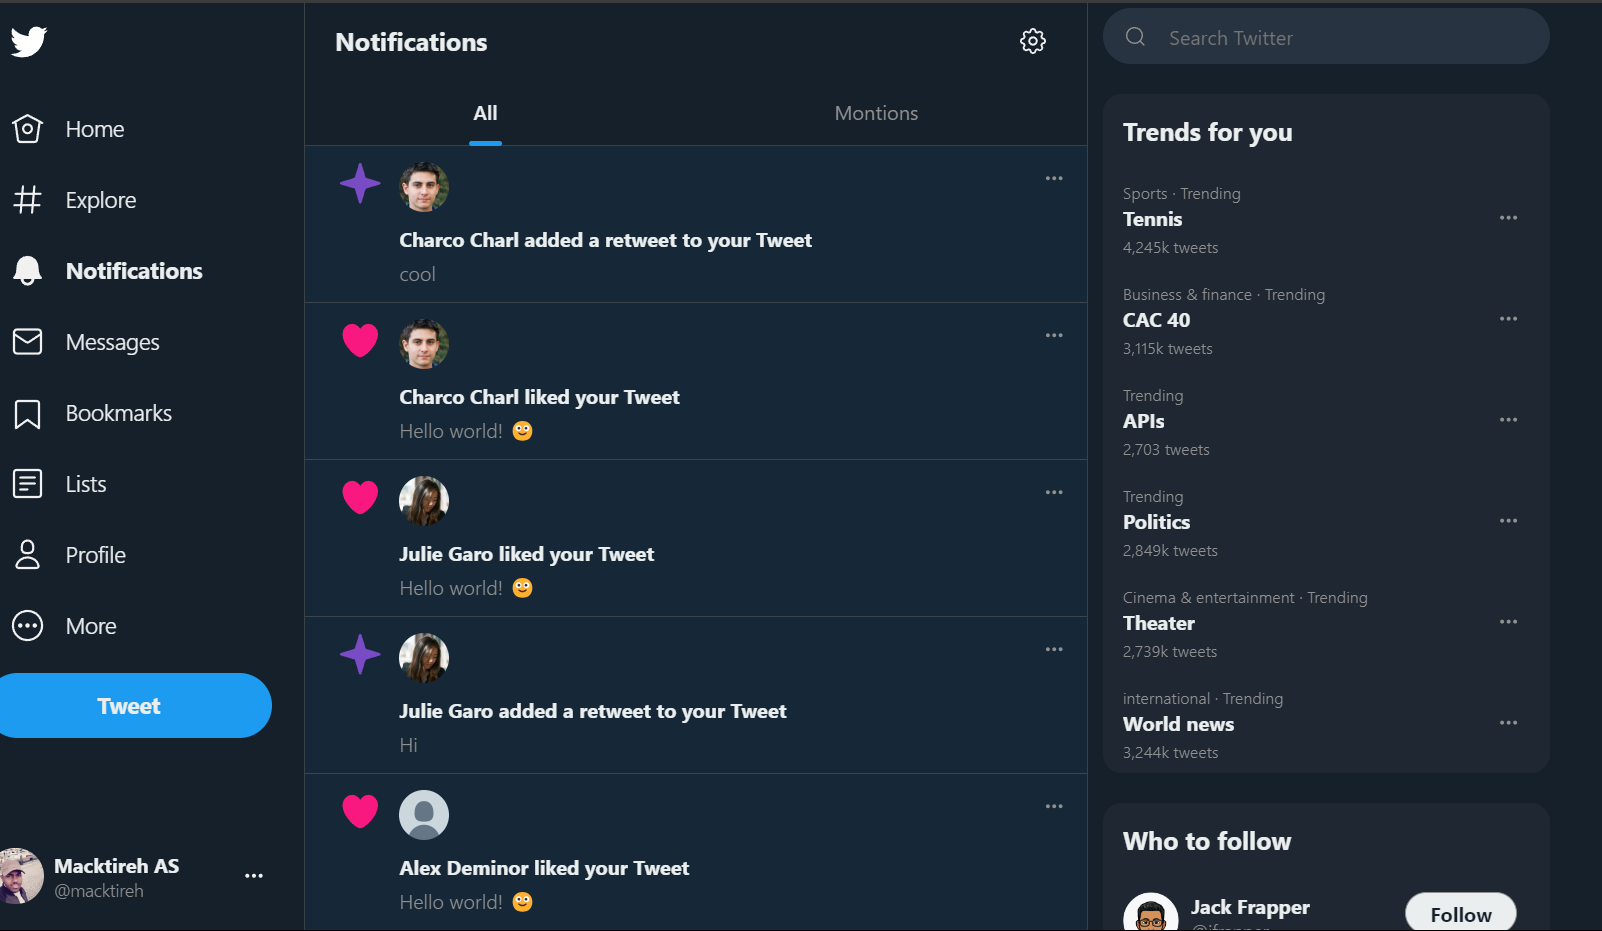 Home
Explore
Notifications
Messages
Bookmarks
Lists
Profile
More
Tweet
Macktireh AS
@macktireh
Notifications
All
Montions
Charco Charl added a retweet to your Tweet
cool
Charco Charl liked your Tweet
Hello world! 🙂
Julie Garo liked your Tweet
Hello world! 🙂
Julie Garo added a retweet to your Tweet
Hi
Alex Deminor liked your Tweet
Hello world! 🙂
Search Twitter
Trends for you
Sports · Trending
Tennis
4,245k tweets
Business & finance · Trending
CAC 40
3,115k tweets
Trending
APIs
2,703 tweets
Trending
Politics
2,849k tweets
Cinema & entertainment · Trending
Theater
2,739k tweets
international · Trending
World news
3,244k tweets
Who to follow
Jack Frapper
Follow